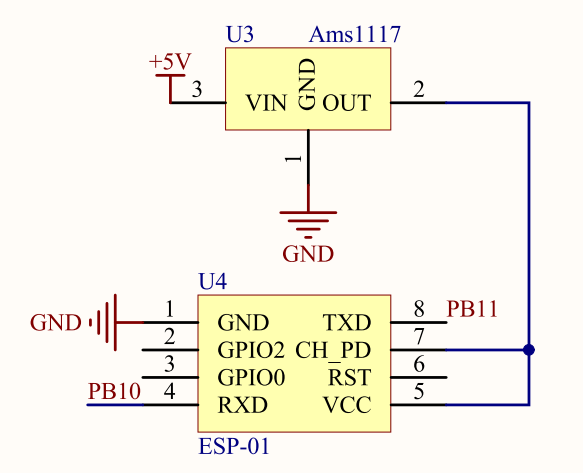 U3 Ams1117
+5V
3 VIN GND OUT 2
1
GND
U4
GND 1 GND TXD 8 PB11
2 GPIO2 CH_PD 7
3 GPIO0 RST 6
PB10 4 RXD VCC 5
ESP-01